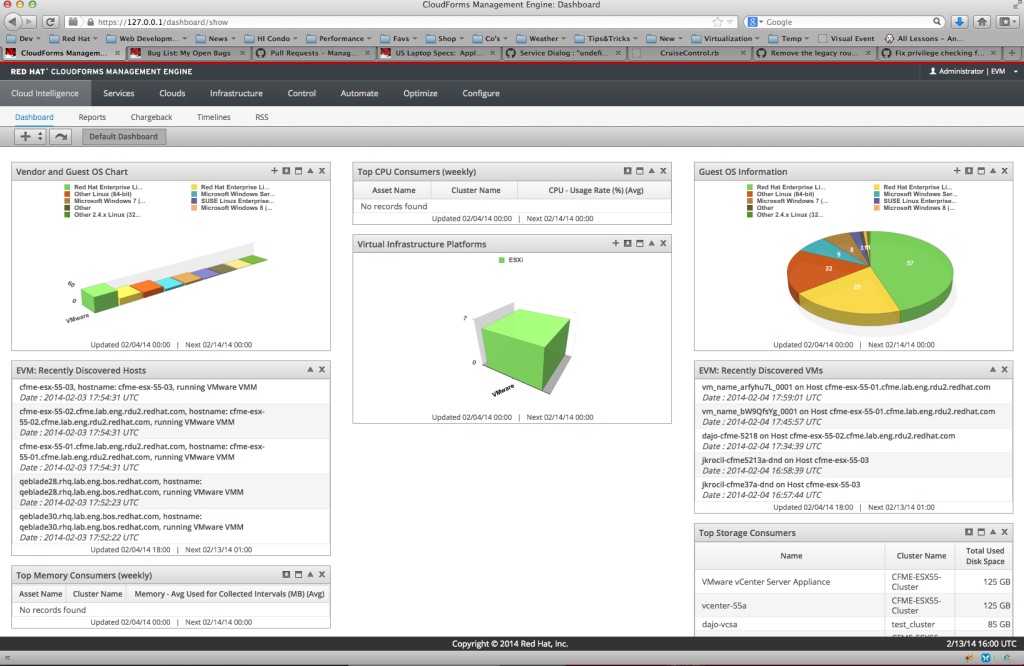 CloudForms Management Engine: Dashboard
https://127.0.0.1/dashboard/show
Google
Dev
Red Hat
Web Developm...
News
HI Condo
Performance
Favs
Shop
Co's
Weather
Tips&Tricks
New
Virtualization
Temp
Visual Event
All Lessons – An...
CloudForms Managem...
Bug List: My Open Bugs
Pull Requests · Manag...
US Laptop Specs: Appl...
Service Dialog : "undefi...
CruiseControl.rb
Remove the legacy rou...
Fix privilege checking f...
RED HAT CLOUDFORMS MANAGEMENT ENGINE
Administrator | EVM
Cloud Intelligence
Services
Clouds
Infrastructure
Control
Automate
Optimize
Configure
Dashboard
Reports
Chargeback
Timelines
RSS
Default Dashboard
Vendor and Guest OS Chart
Red Hat Enterprise Li...
Red Hat Enterprise Li...
Other Linux (64-bit)
Microsoft Windows Ser...
Microsoft Windows 7 (...
SUSE Linux Enterprise...
Other
Microsoft Windows 8 (...
Other 2.4.x Linux (32...
60
0
VMware
Updated 02/04/14 00:00 | Next 02/14/14 00:00
EVM: Recently Discovered Hosts
cfme-esx-55-03, hostname: cfme-esx-55-03, running VMware VMM
Date : 2014-02-03 17:54:31 UTC
cfme-esx-55-02.cfme.lab.eng.rdu2.redhat.com, hostname: cfme-esx-
55-02.cfme.lab.eng.rdu2.redhat.com, running VMware VMM
Date : 2014-02-03 17:54:31 UTC
cfme-esx-55-01.cfme.lab.eng.rdu2.redhat.com, hostname: cfme-esx-
55-01.cfme.lab.eng.rdu2.redhat.com, running VMware VMM
Date : 2014-02-03 17:54:31 UTC
qeblade28.rhq.lab.eng.bos.redhat.com, hostname:
qeblade28.rhq.lab.eng.bos.redhat.com, running VMware VMM
Date : 2014-02-03 17:52:23 UTC
qeblade30.rhq.lab.eng.bos.redhat.com, hostname:
qeblade30.rhq.lab.eng.bos.redhat.com, running VMware VMM
Date : 2014-02-03 17:52:22 UTC
Updated 02/04/14 18:00 | Next 02/13/14 01:00
Top Memory Consumers (weekly)
Asset Name
Cluster Name
Memory - Avg Used for Collected Intervals (MB) (Avg)
No records found
Updated 02/04/14 00:00 | Next 02/14/14 00:00
Top CPU Consumers (weekly)
Asset Name
Cluster Name
CPU - Usage Rate (%) (Avg)
No records found
Updated 02/04/14 00:00 | Next 02/14/14 00:00
Virtual Infrastructure Platforms
ESXi
7
0
VMware
Updated 02/04/14 00:00 | Next 02/14/14 00:00
Guest OS Information
Red Hat Enterprise Li...
Red Hat Enterprise Li...
Other Linux (64-bit)
Microsoft Windows Ser...
Microsoft Windows 7 (...
SUSE Linux Enterprise...
Other
Microsoft Windows 8 (...
Other 2.4.x Linux (32...
57
22
9
8
Updated 02/04/14 00:00 | Next 02/14/14 00:00
EVM: Recently Discovered VMs
vm_name_arfyhu7L_0001 on Host cfme-esx-55-01.cfme.lab.eng.rdu2.redhat.com
Date : 2014-02-04 17:59:01 UTC
vm_name_bW9QfsYg_0001 on Host cfme-esx-55-01.cfme.lab.eng.rdu2.redhat.com
Date : 2014-02-04 17:45:57 UTC
dajo-cfme-5218 on Host cfme-esx-55-02.cfme.lab.eng.rdu2.redhat.com
Date : 2014-02-04 17:34:39 UTC
jkrocil-cfme5213a-dnd on Host cfme-esx-55-03
Date : 2014-02-04 16:58:39 UTC
jkrocil-cfme37a-dnd on Host cfme-esx-55-03
Date : 2014-02-04 16:57:44 UTC
Updated 02/04/14 18:00 | Next 02/13/14 01:00
Top Storage Consumers
Name
Cluster Name
Total Used
Disk Space
VMware vCenter Server Appliance
CFME-ESX55-
Cluster
125 GB
vcenter-55a
CFME-ESX55-
Cluster
125 GB
dajo-vcsa
test_cluster
85 GB
Copyright © 2014 Red Hat, Inc.
2/13/14 16:00 UTC